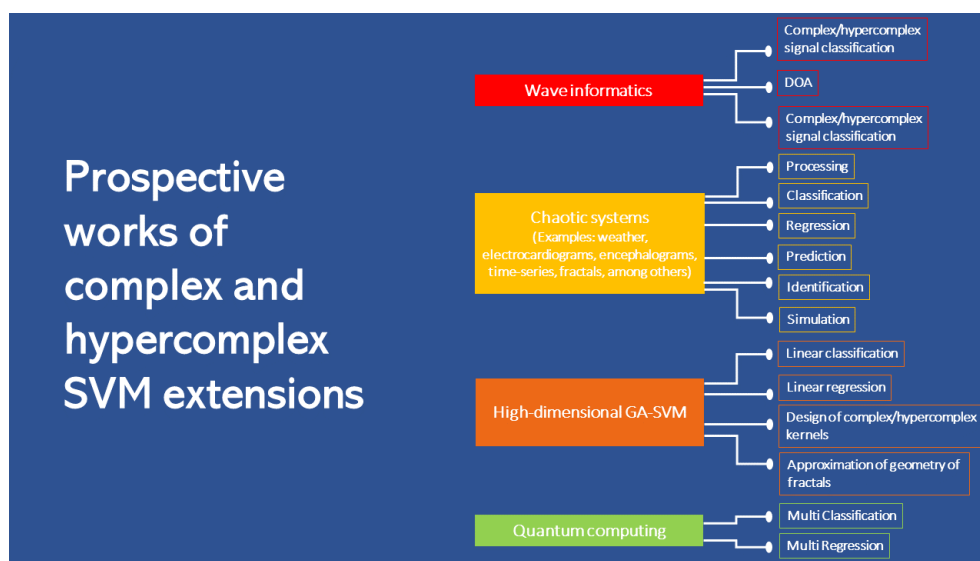 Prospective
works of
complex and
hypercomplex
SVM extensions
Wave informatics
Complex/hypercomplex
signal classification
DOA
Complex/hypercomplex
signal classification
Chaotic systems
(Examples: weather,
electrocardiograms, encephalograms,
time-series, fractals, among others)
Processing
Classification
Regression
Prediction
Identification
Simulation
High-dimensional GA-SVM
Linear classification
Linear regression
Design of complex/hypercomplex
kernels
Approximation of geometry of
fractals
Quantum computing
Multi Classification
Multi Regression